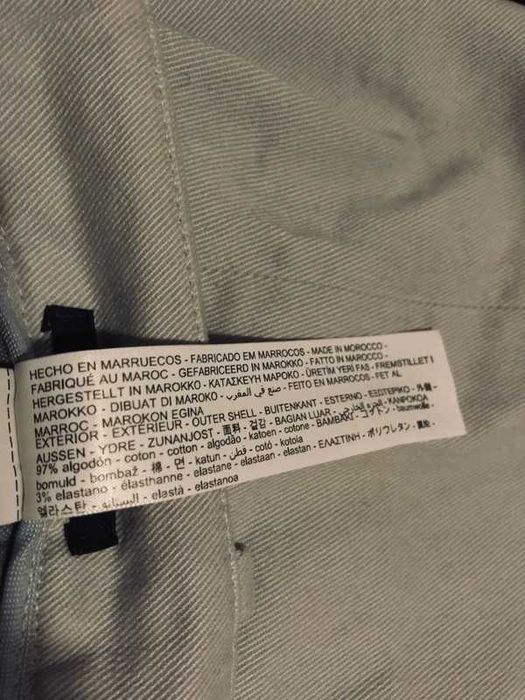 HECHO EN MARRUECOS - FABRICADO EM MARROCOS - MADE IN MOROCCO -
FABRIQUÉ AU MAROC - GEFABRICEERD IN MAROKKO - FATTO IN MAROCCO -
HERGESTELLT IN MAROKKO - ΚΑΤΑΣΚΕΥΗ ΜΑΡΟΚΟ - ÜRETİM YERİ FAS - FREMSTILLET I
MAROKKO - DIBUAT DI MAROKO - صنع في المغرب - FEITO EN MARROCOS - FET AL
MARROC - MAROKON EGINA
EXTERIOR - EXTÉRIEUR - OUTER SHELL - BUITENKANT - ESTERNO - ΕΞΩΤΕΡΙΚΟ - 外側 -
AUSSEN - YDRE - ZUNANJOST - 面料 - 겉감 - BAGIAN LUAR - - KANPOKOA
97% algodón - coton - cotton - algodão - katoen - cotone - ΒΑΜΒΑΚΙ - コットン - baumwolle -
bomuld - bombaž - 棉 - 면 - katun - قطن - cotó - kotoia
3% elastano - élasthanne - elastane - elastaan - elastan - ΕΛΑΣΤΙΝΗ - ポリウレタン -
엘라스탄 - - elastà - elastanoa